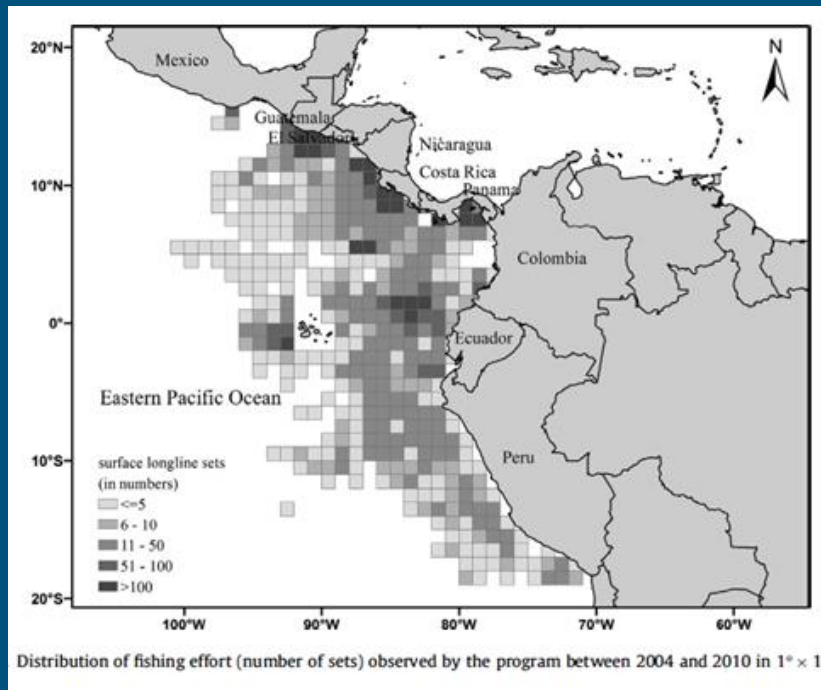 N
20°N
Mexico
Guatemala
El Salvador
Nicaragua
Costa Rica
Panama
10°N
Colombia
0°
Ecuador
Eastern Pacific Ocean
10°S
Peru
surface longline sets
(in numbers)
<=5
6 - 10
11 - 50
51 - 100
>100
20°S
100°W 90°W 80°W 70°W 60°W
Distribution of fishing effort (number of sets) observed by the program between 2004 and 2010 in 1° × 1